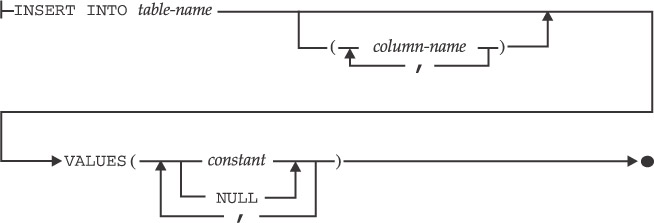 INSERT INTO table-name
( column-name )
,
VALUES( constant )
NULL
,